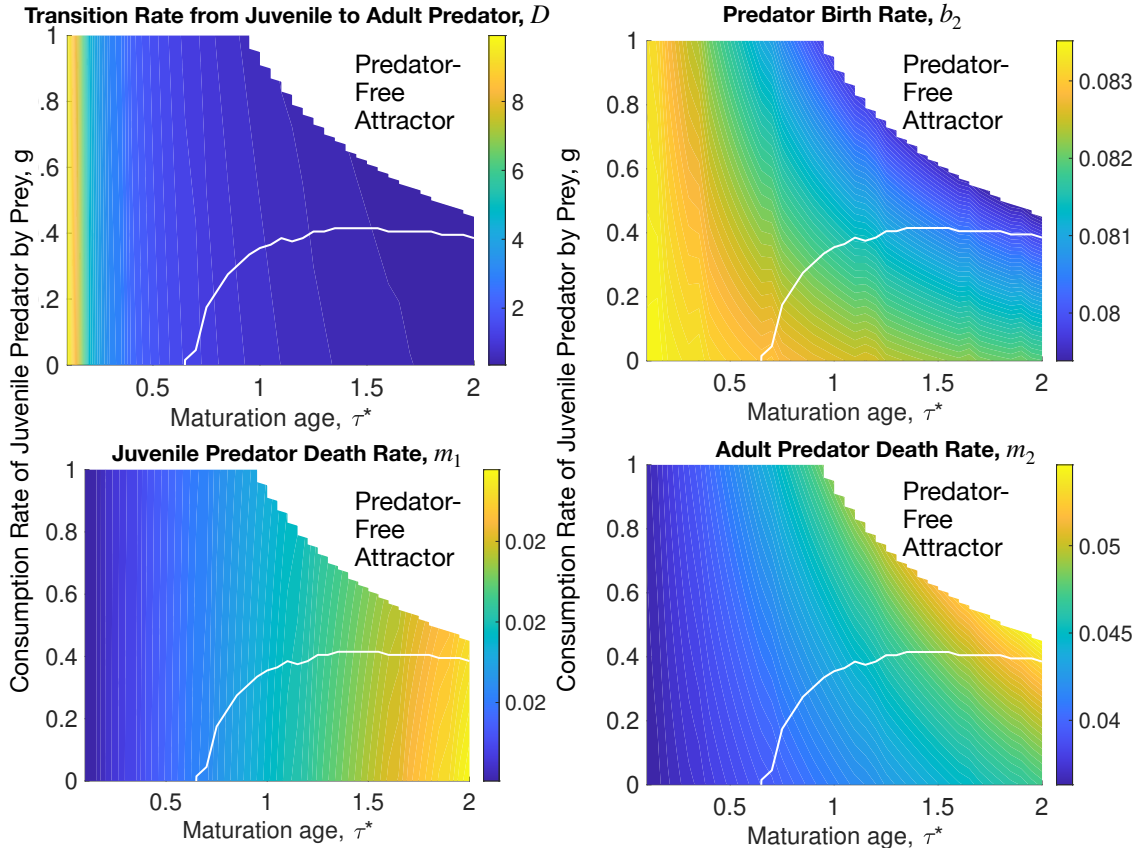 Transition Rate from Juvenile to Adult Predator, D
Predator Birth Rate, b₂
Consumption Rate of Juvenile Predator by Prey, g
1
.8
0.6
0.4
.2
0
Predator-
Free
Attractor
0.5
1
1.5
2
Maturation age, τ*
8
6
4
2
Consumption Rate of Juvenile Predator by Prey, g
1
0.8
0.6
0.4
0.2
0
Predator-
Free
Attractor
0.5
1
1.5
2
Maturation age, τ*
0.083
0.082
0.081
0.08
Juvenile Predator Death Rate, m₁
1
0.8
0.6
0.4
0.2
0
Predator-
Free
Attractor
0.5
1
1.5
2
Maturation age, τ*
0.02
0.02
0.02
Adult Predator Death Rate, m₂
1
0.8
0.6
0.4
0.2
0
Predator-
Free
Attractor
0.5
1
1.5
2
Maturation age, τ*
0.05
0.045
0.04